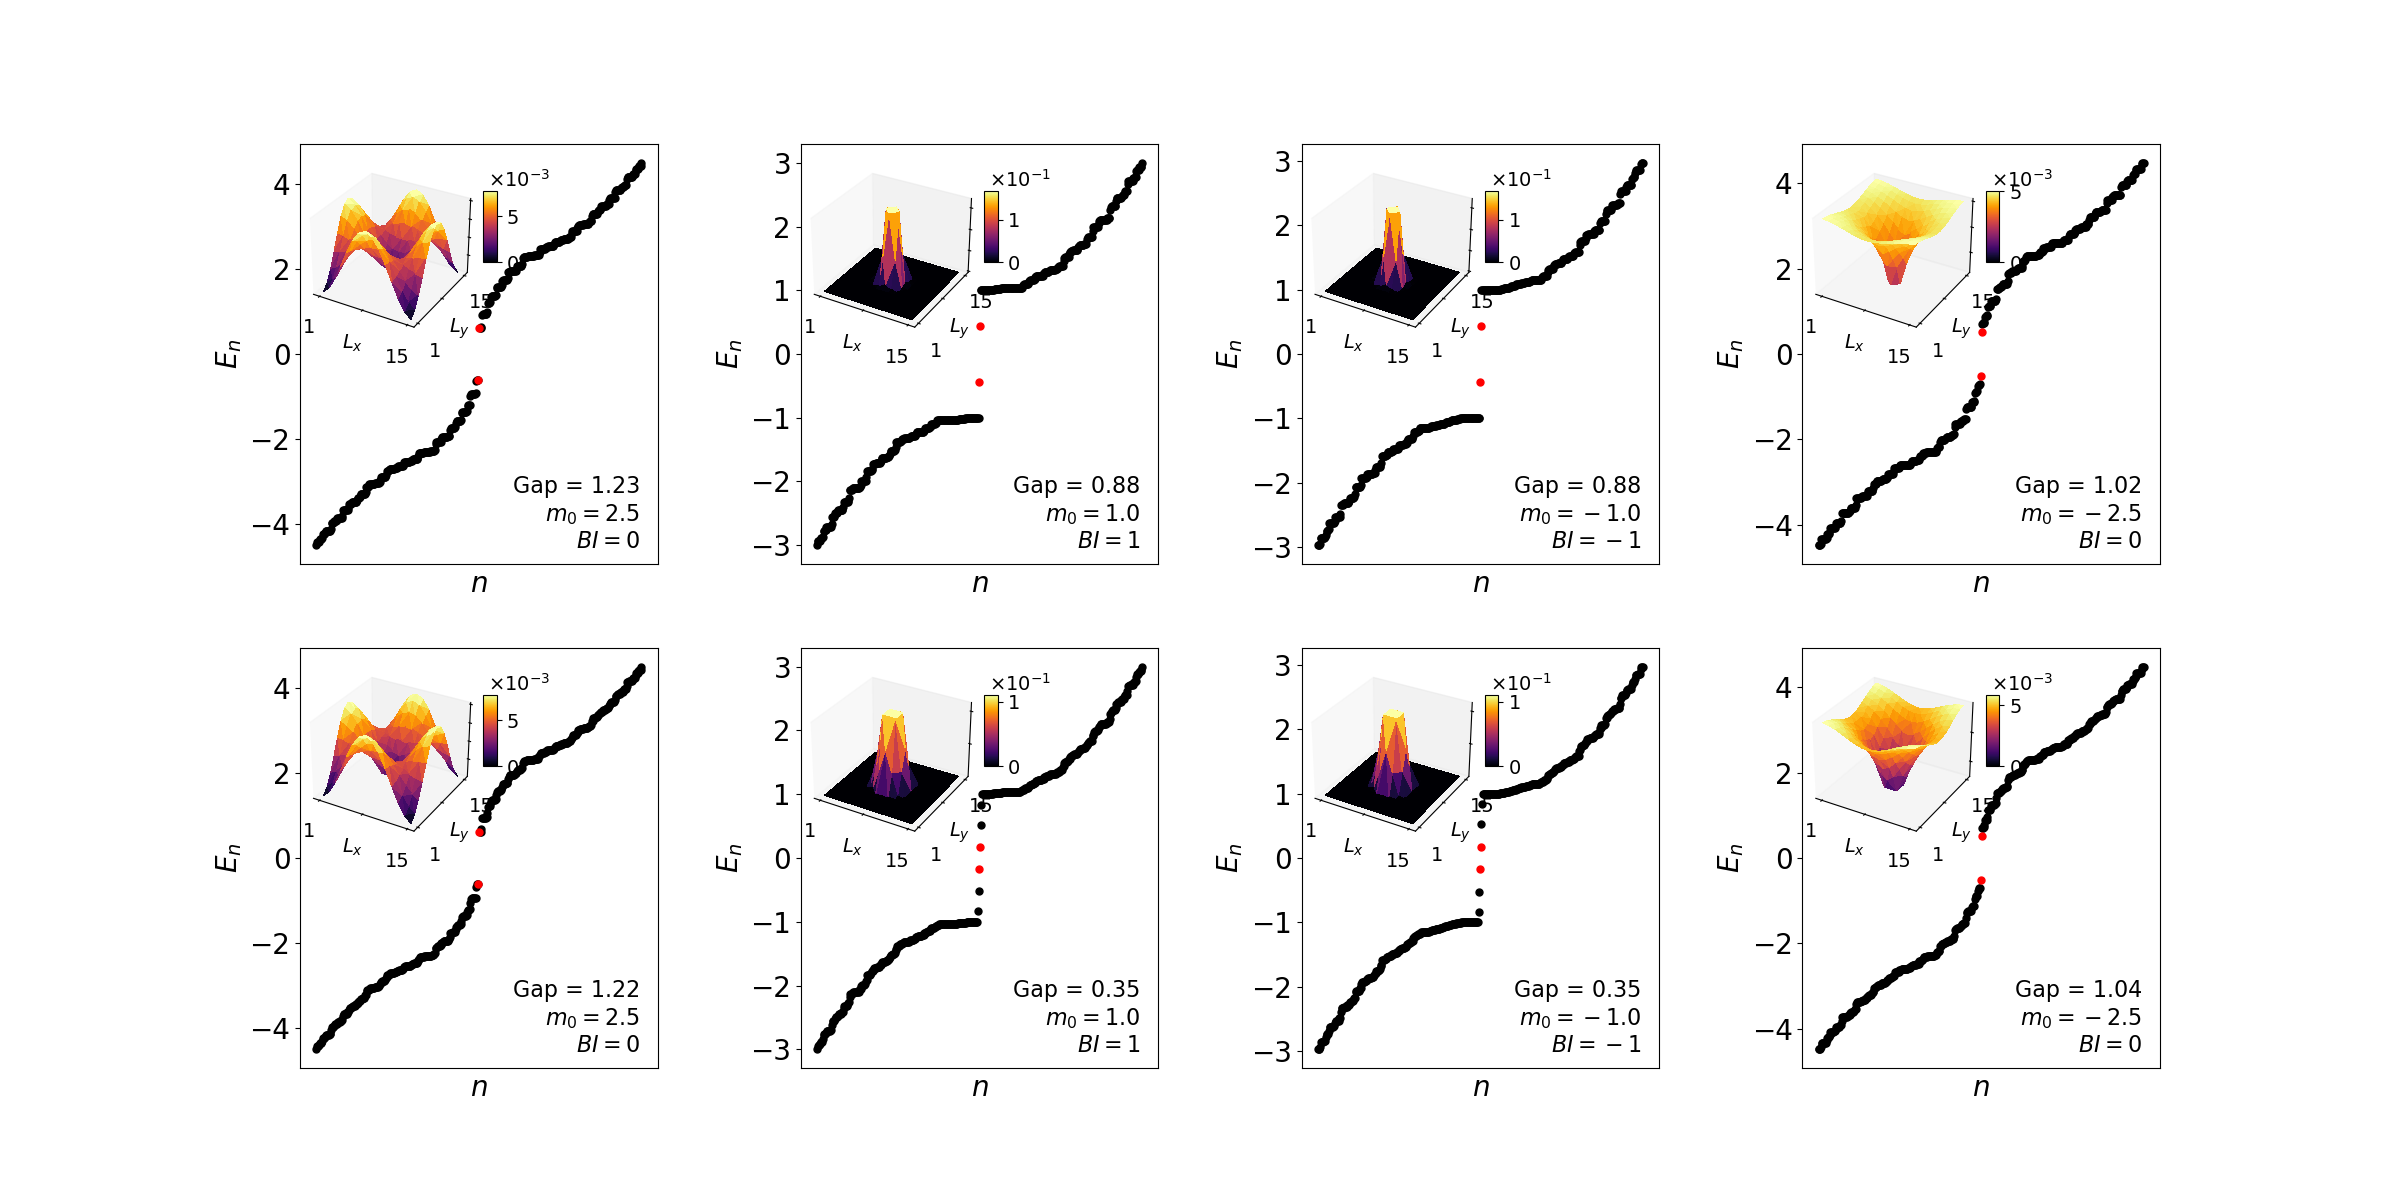 ×10⁻³
4
5
2
0
15
1
L_y
L_x
15
1
0
E_n
−2
−4
Gap = 1.23
m₀ = 2.5
BI = 0
n
×10⁻¹
3
2
1
0
1
15
1
L_y
L_x
15
1
0
E_n
−1
−2
−3
Gap = 0.88
m₀ = 1.0
BI = 1
n
×10⁻¹
3
2
1
0
1
15
1
L_y
L_x
15
1
0
E_n
−1
−2
−3
Gap = 0.88
m₀ = −1.0
BI = −1
n
×10⁻³
5
4
2
0
15
1
L_y
L_x
15
1
0
E_n
−2
−4
Gap = 1.02
m₀ = −2.5
BI = 0
n
×10⁻³
4
5
2
0
15
1
L_y
L_x
15
1
0
E_n
−2
−4
Gap = 1.22
m₀ = 2.5
BI = 0
n
×10⁻¹
3
1
2
0
1
15
1
L_y
L_x
15
1
0
E_n
−1
−2
−3
Gap = 0.35
m₀ = 1.0
BI = 1
n
×10⁻¹
3
1
2
0
1
15
1
L_y
L_x
15
1
0
E_n
−1
−2
−3
Gap = 0.35
m₀ = −1.0
BI = −1
n
×10⁻³
4
5
2
0
15
1
L_y
L_x
15
1
0
E_n
−2
−4
Gap = 1.04
m₀ = −2.5
BI = 0
n